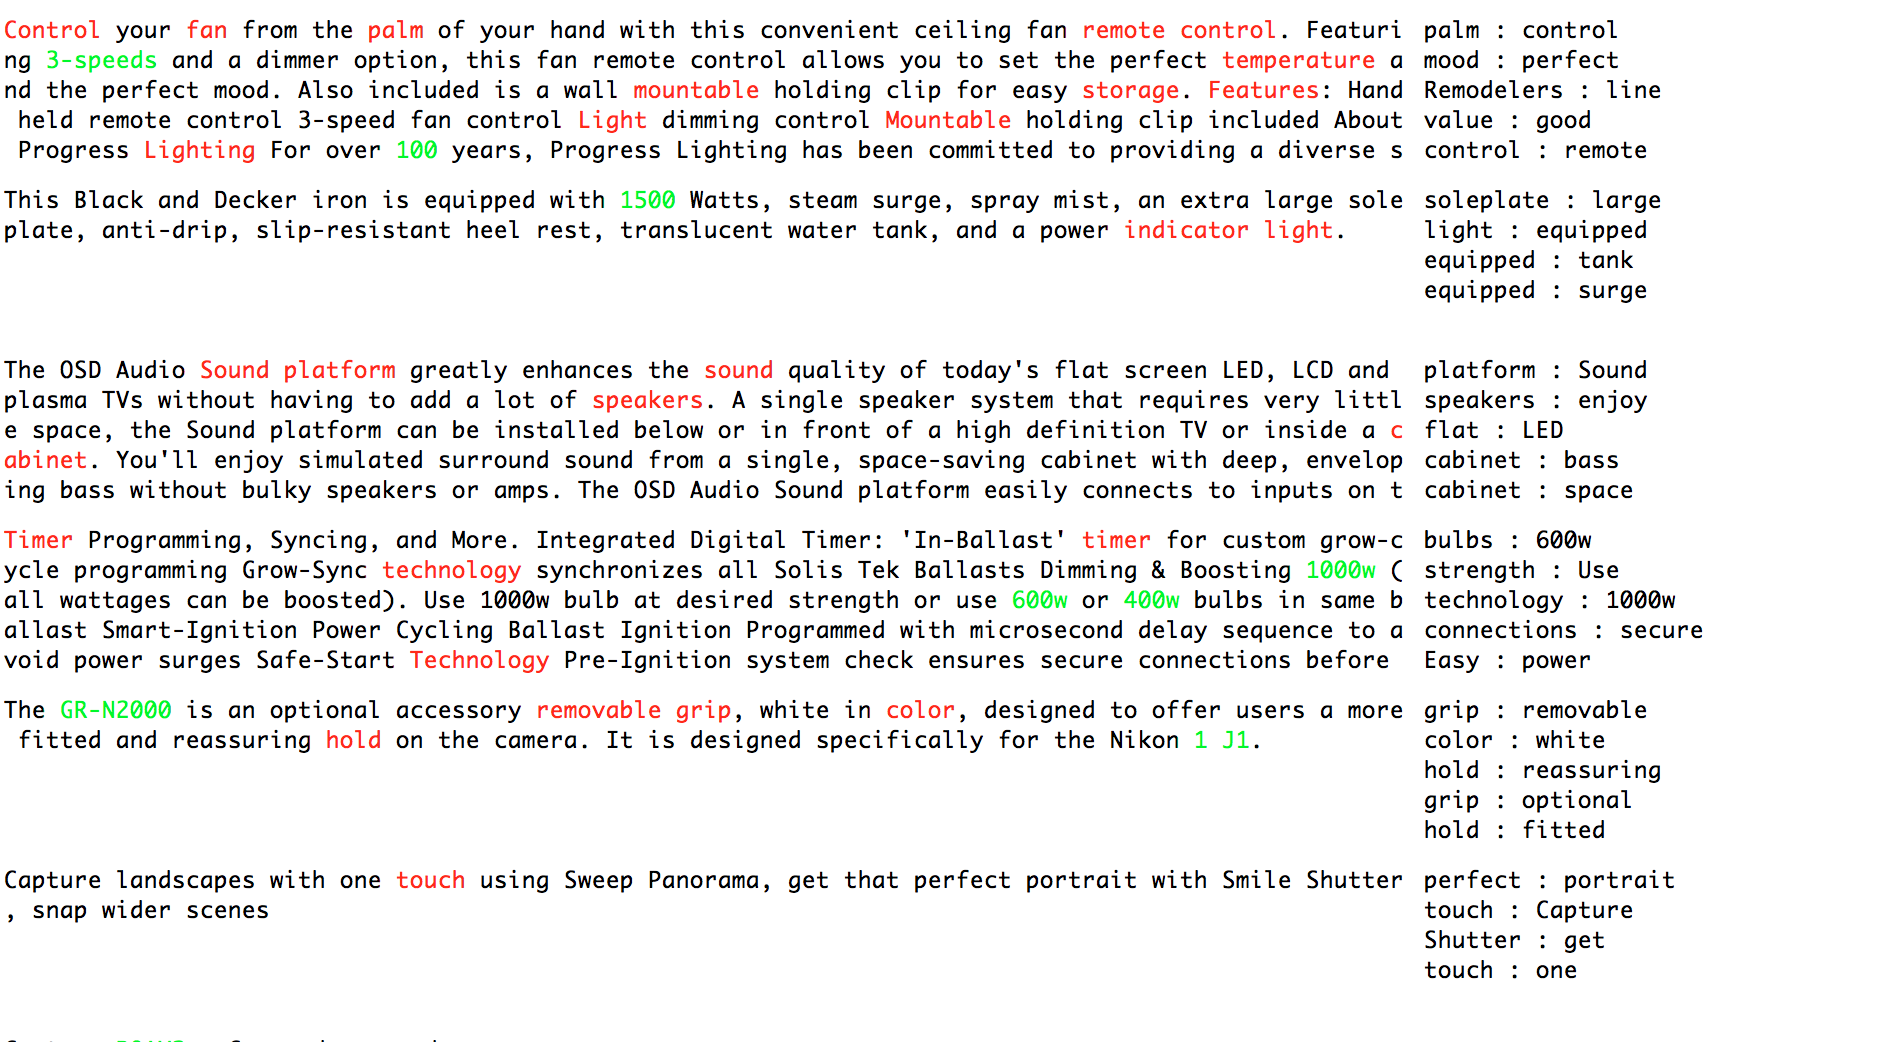 Control your fan from the palm of your hand with this convenient ceiling fan remote control. Featuri palm : control
ng 3-speeds and a dimmer option, this fan remote control allows you to set the perfect temperature a mood : perfect
nd the perfect mood. Also included is a wall mountable holding clip for easy storage. Features: Hand Remodelers : line
held remote control 3-speed fan control Light dimming control Mountable holding clip included About value : good
Progress Lighting For over 100 years, Progress Lighting has been committed to providing a diverse s control : remote
This Black and Decker iron is equipped with 1500 Watts, steam surge, spray mist, an extra large sole soleplate : large
plate, anti-drip, slip-resistant heel rest, translucent water tank, and a power indicator light. light : equipped
equipped : tank
equipped : surge
The OSD Audio Sound platform greatly enhances the sound quality of today's flat screen LED, LCD and platform : Sound
plasma TVs without having to add a lot of speakers. A single speaker system that requires very littl speakers : enjoy
e space, the Sound platform can be installed below or in front of a high definition TV or inside a c flat : LED
abinet. You'll enjoy simulated surround sound from a single, space-saving cabinet with deep, envelop cabinet : bass
ing bass without bulky speakers or amps. The OSD Audio Sound platform easily connects to inputs on t cabinet : space
Timer Programming, Syncing, and More. Integrated Digital Timer: 'In-Ballast' timer for custom grow-c bulbs : 600w
ycle programming Grow-Sync technology synchronizes all Solis Tek Ballasts Dimming & Boosting 1000w ( strength : Use
all wattages can be boosted). Use 1000w bulb at desired strength or use 600w or 400w bulbs in same b technology : 1000w
allast Smart-Ignition Power Cycling Ballast Ignition Programmed with microsecond delay sequence to a connections : secure
void power surges Safe-Start Technology Pre-Ignition system check ensures secure connections before Easy : power
The GR-N2000 is an optional accessory removable grip, white in color, designed to offer users a more grip : removable
fitted and reassuring hold on the camera. It is designed specifically for the Nikon 1 J1. color : white
hold : reassuring
grip : optional
hold : fitted
Capture landscapes with one touch using Sweep Panorama, get that perfect portrait with Smile Shutter perfect : portrait
, snap wider scenes touch : Capture
Shutter : get
touch : one